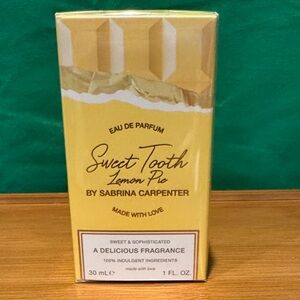 EAU DE PARFUM
Sweet Tooth
Lemon Pie
BY SABRINA CARPENTER
MADE WITH LOVE
SWEET & SOPHISTICATED
A DELICIOUS FRAGRANCE
100% INDULGENT INGREDIENTS
made with love
30 mL℮ 1 FL. OZ.